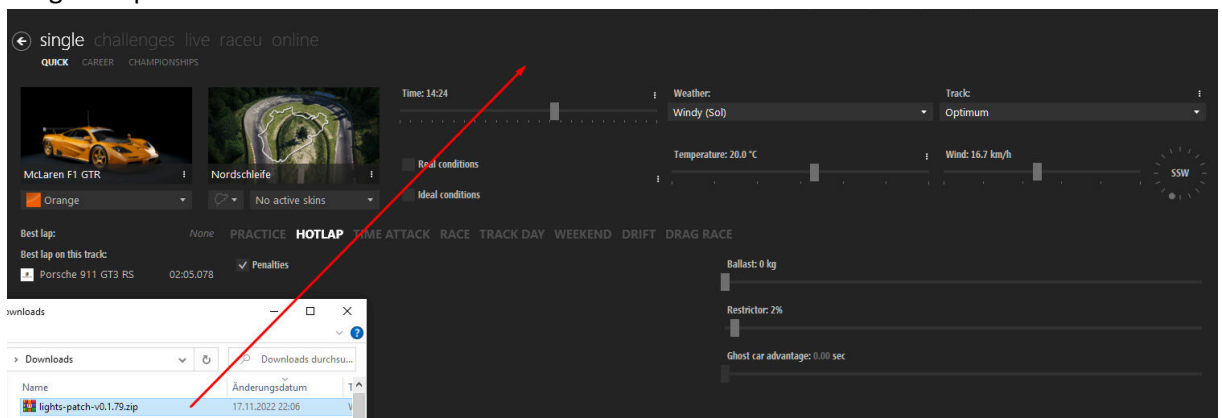 single challenges live raceu online
QUICK CAREER CHAMPIONSHIPS
McLaren F1 GTR
Nordschleife
Orange
No active skins
Time: 14:24
Real conditions
Ideal conditions
Weather:
Windy (Sol)
Track:
Optimum
Temperature: 20.0 °C
Wind: 16.7 km/h
SSW
Best lap: None
Best lap on this track:
Porsche 911 GT3 RS 02:05.078
PRACTICE HOTLAP TIME ATTACK RACE TRACK DAY WEEKEND DRIFT DRAG RACE
Penalties
Ballast: 0 kg
Restrictor: 2%
Ghost car advantage: 0.00 sec
Downloads durchsu...
Downloads
Name Änderungsdatum
lights-patch-v0.1.79.zip 17.11.2022 22:06